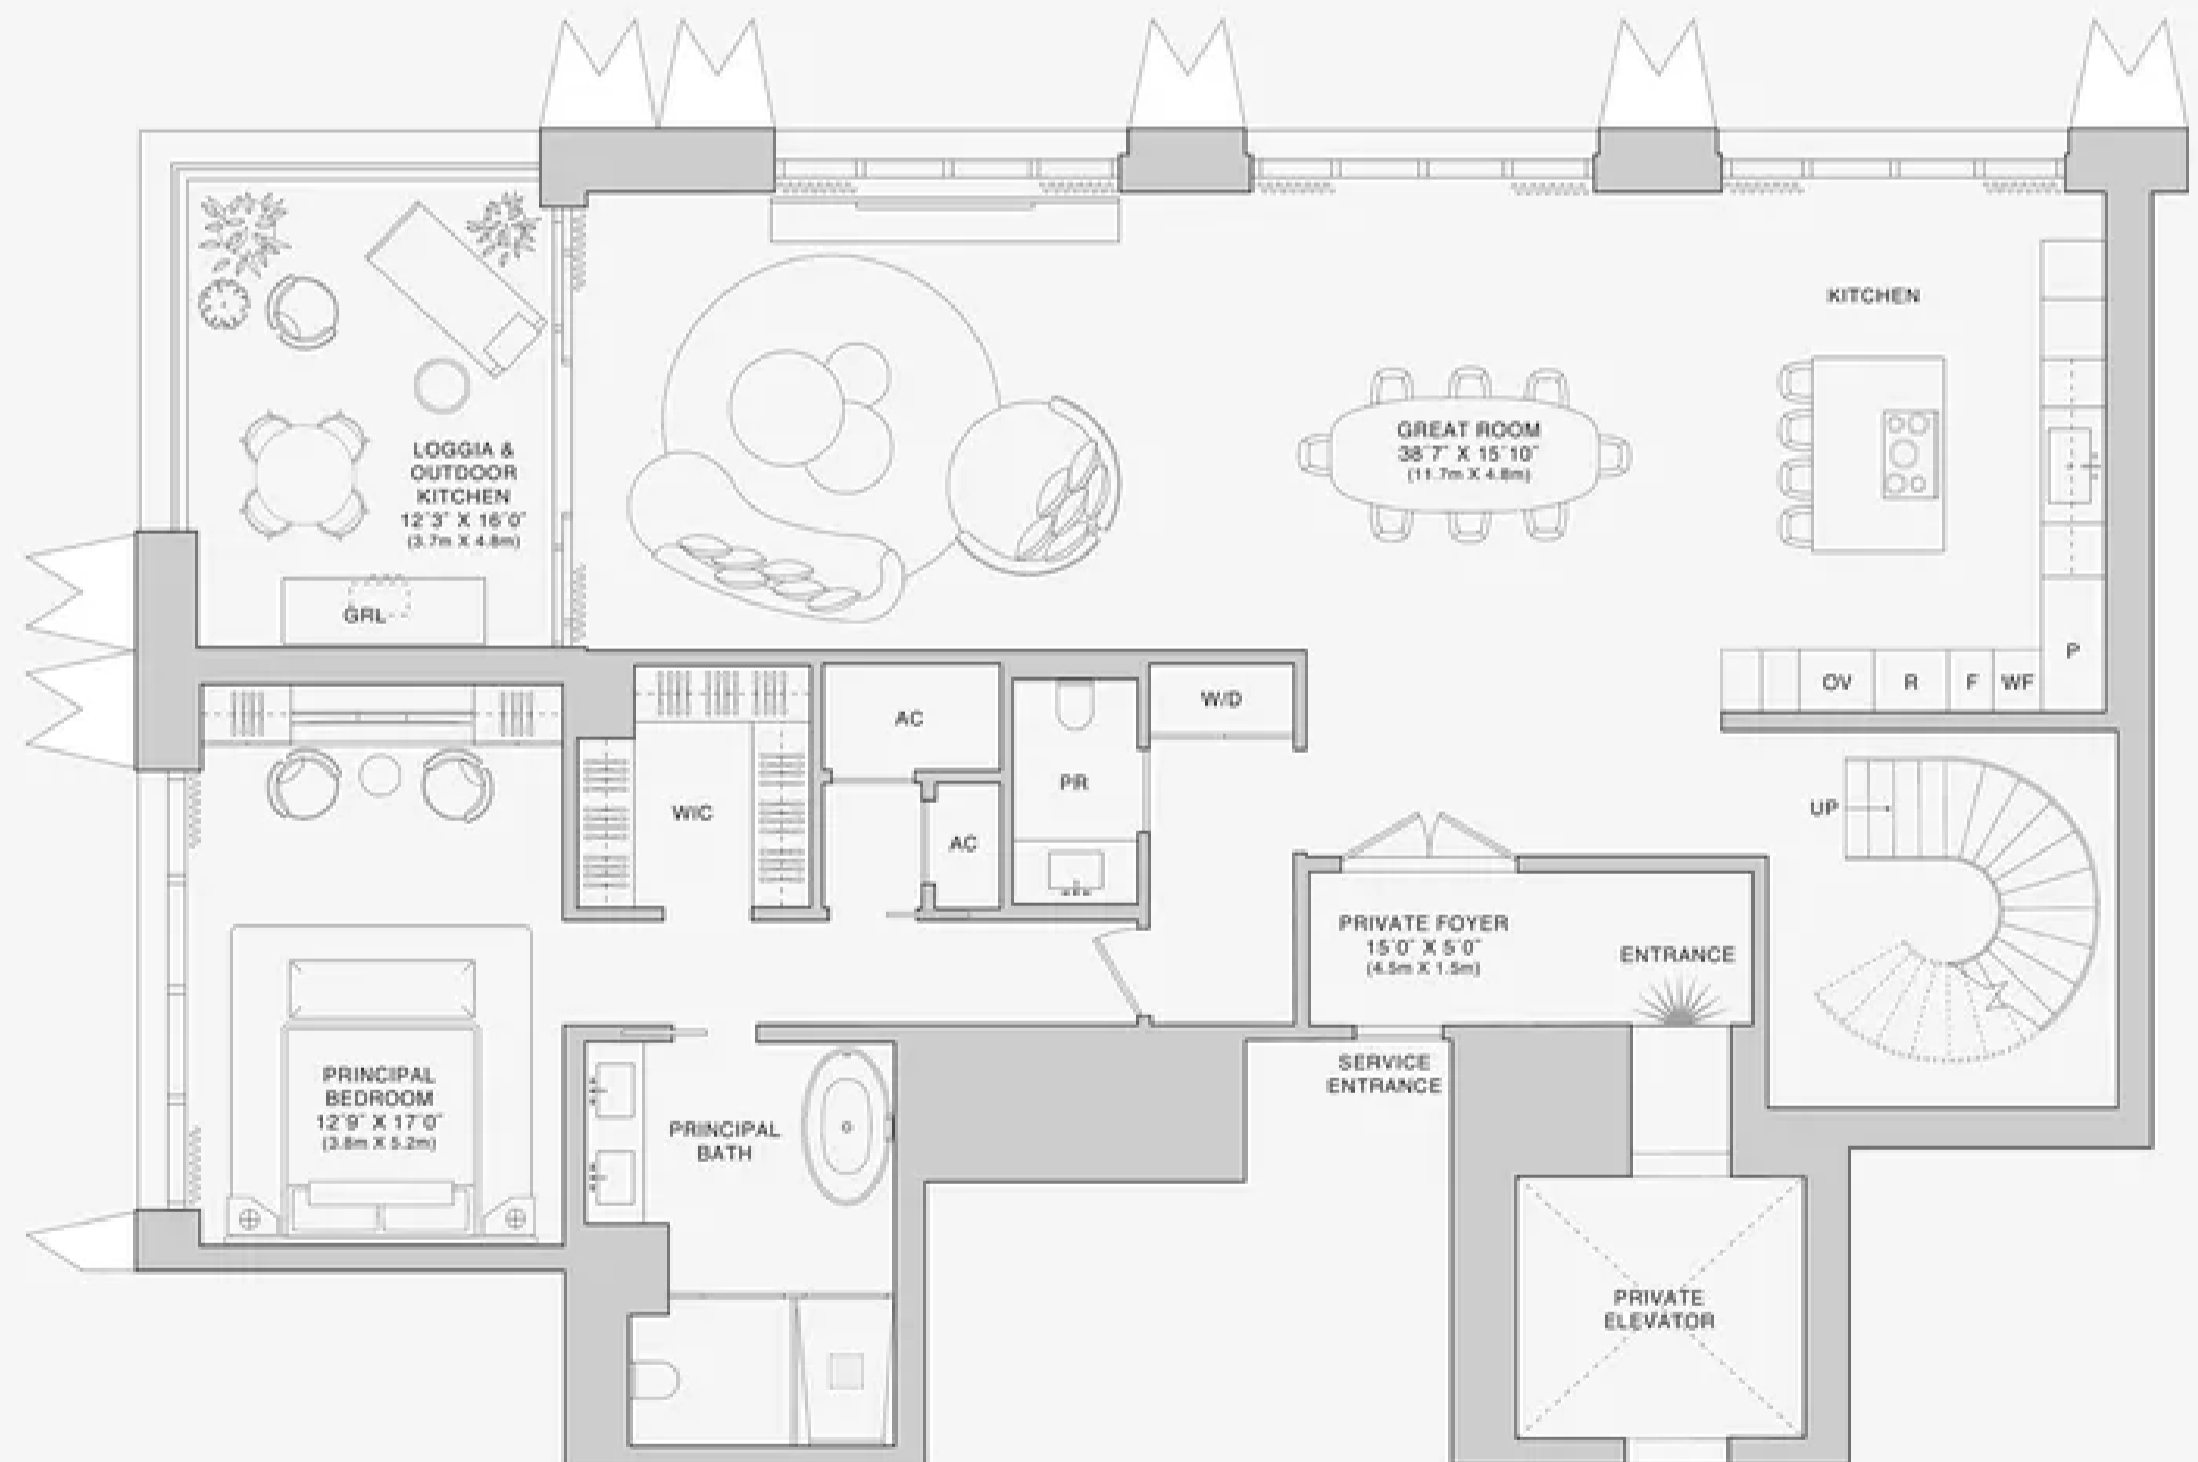 KITCHEN
GREAT ROOM
38'7" X 15'10"
(11.7m X 4.8m)
LOGGIA &
OUTDOOR
KITCHEN
12'3" X 16'0"
(3.7m X 4.8m)
GRL
OV
R
F
WF
P
W/D
AC
PR
WIC
AC
UP
PRIVATE FOYER
15'0" X 5'0"
(4.5m X 1.5m)
ENTRANCE
SERVICE
ENTRANCE
PRINCIPAL
BEDROOM
12'9" X 17'0"
(3.8m X 5.2m)
PRINCIPAL
BATH
PRIVATE
ELEVATOR